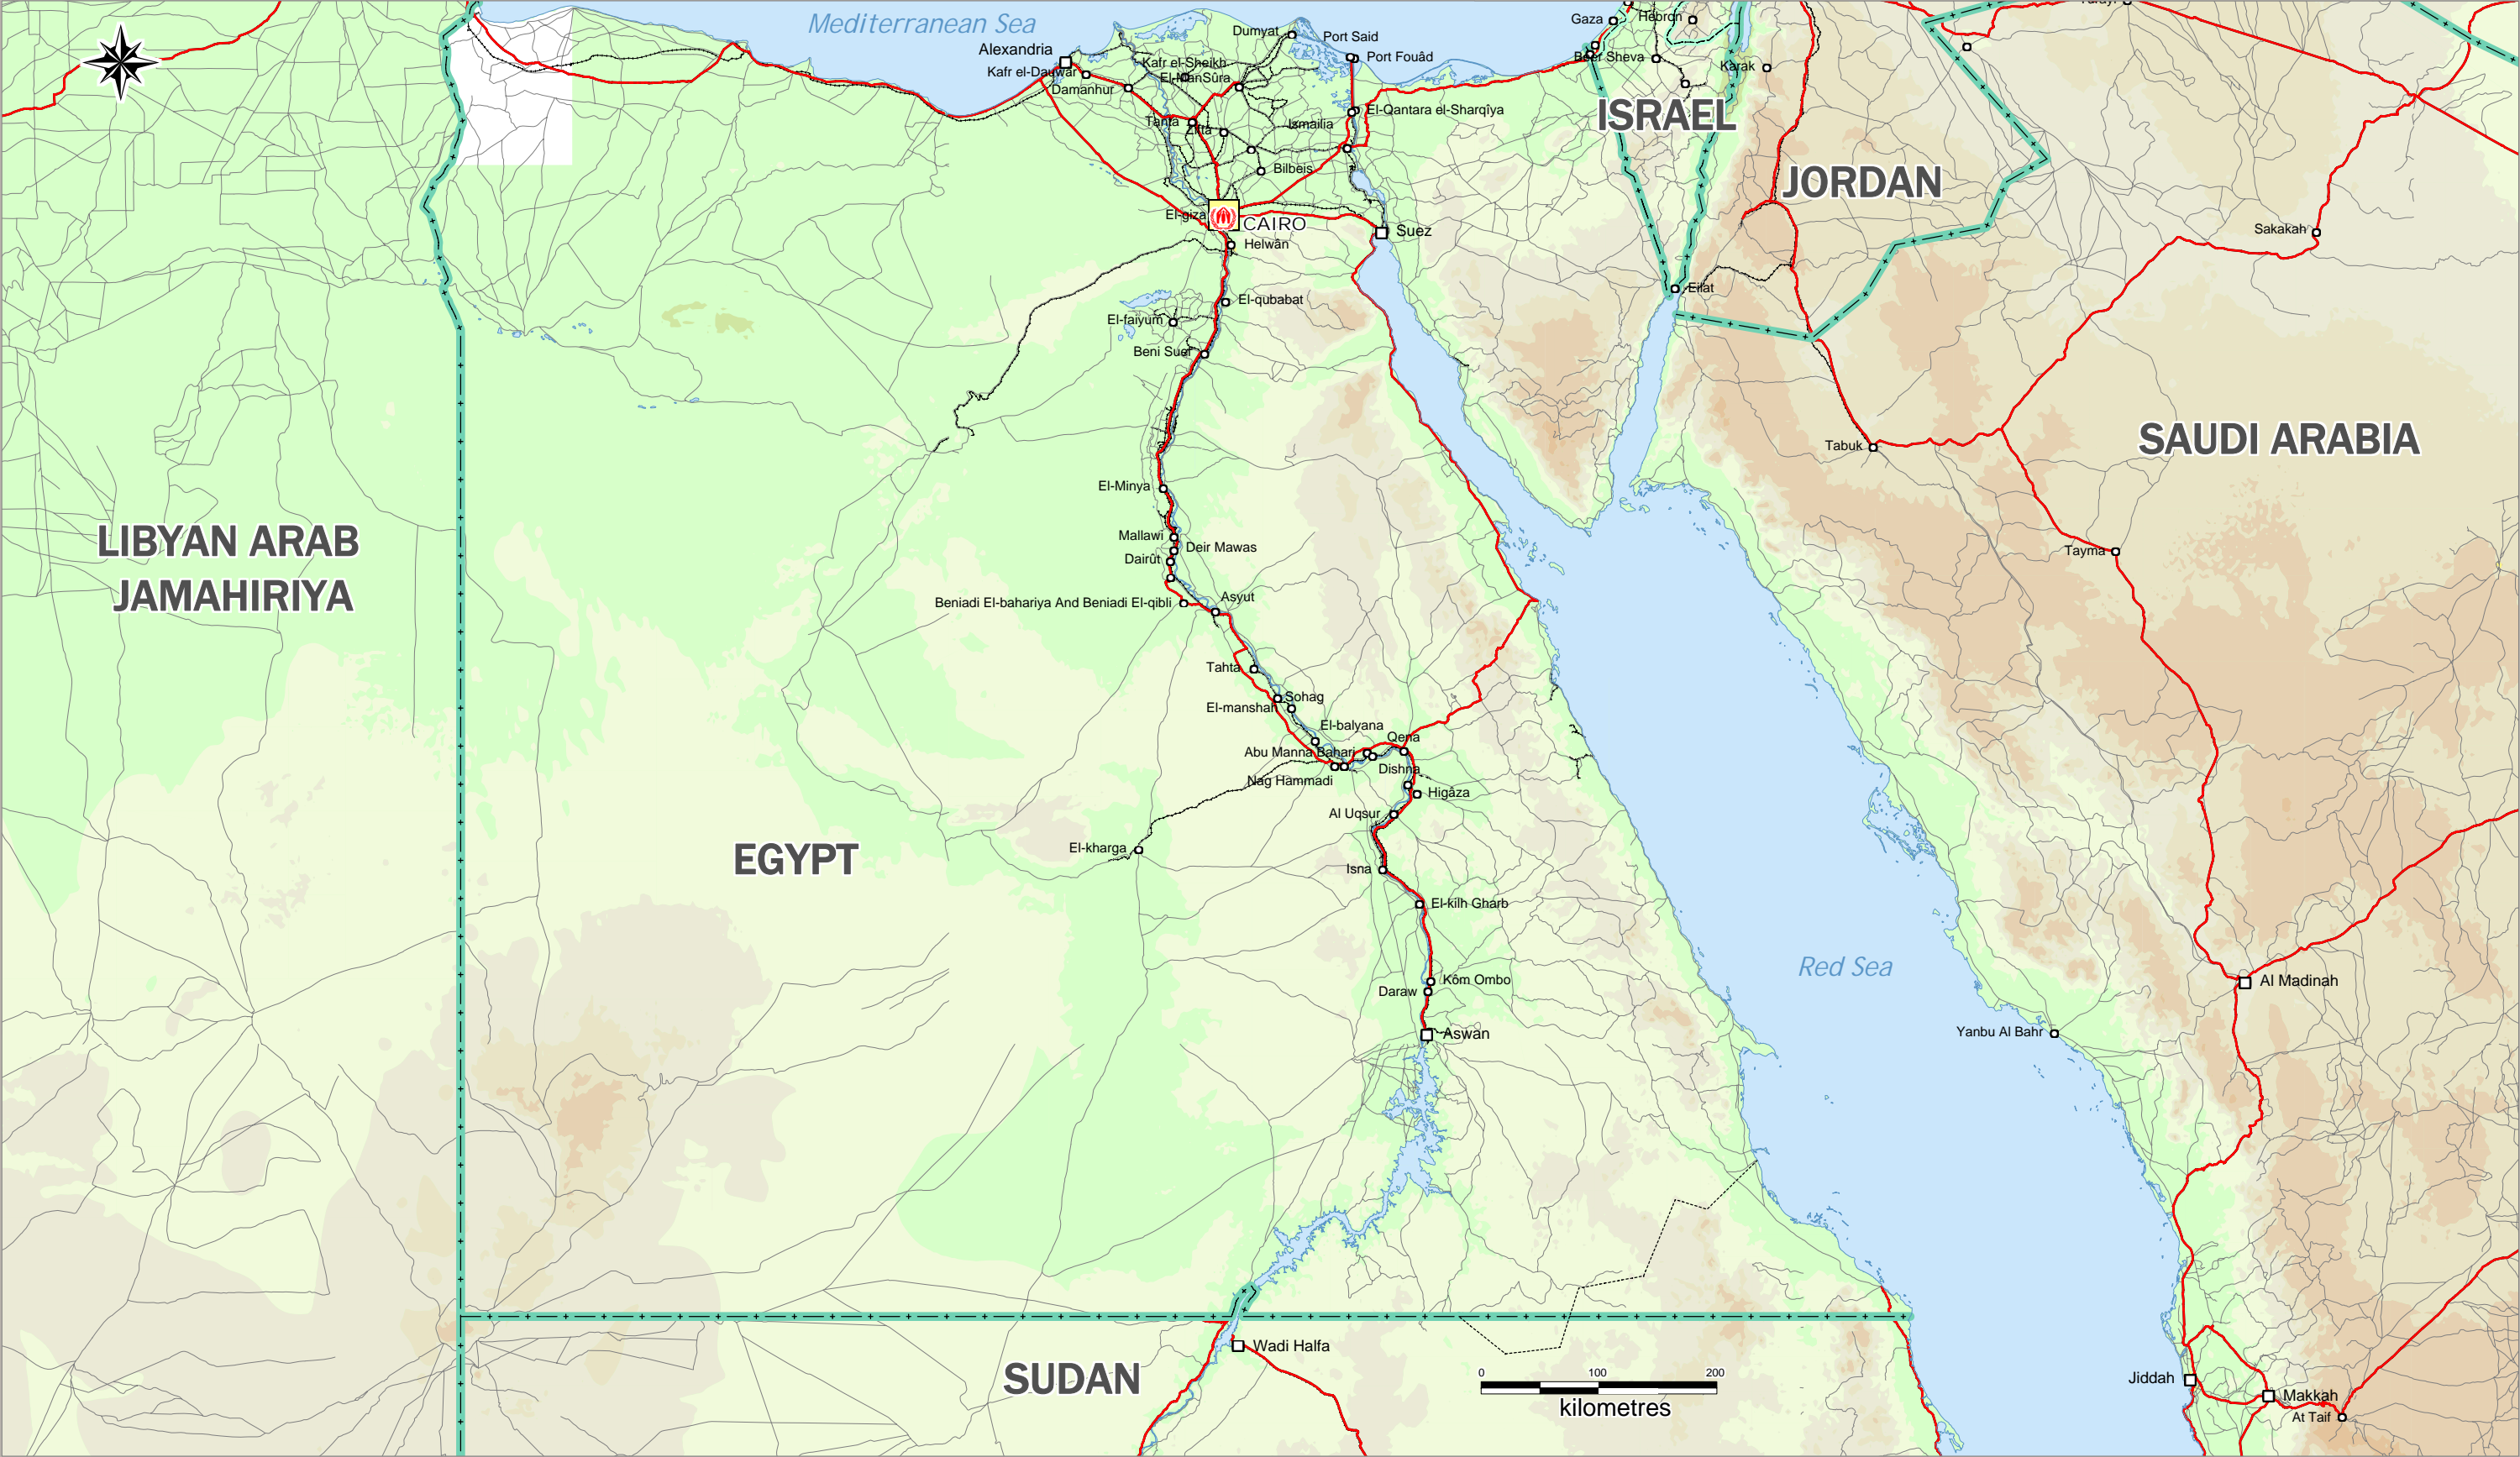 Mediterranean Sea
Dumyat
Port Said
Gaza
Hebron
Alexandria
Port Fouâd
Beer Sheva
Karak
Kafr el-Dauwar
Kafr el-Sheikh
El-ManSûra
Damanhur
El-Qantara el-Sharqîya
ISRAEL
Tanta
Zifta
Ismailia
Bilbeis
JORDAN
El-giza
CAIRO
Suez
Sakakah
Helwân
Eilat
El-qubabat
El-faiyum
Beni Suef
Tabuk
SAUDI ARABIA
El-Minya
LIBYAN ARAB
JAMAHIRIYA
Mallawi
Deir Mawas
Dairût
Tayma
Beniadi El-bahariya And Beniadi El-qibli
Asyut
Tahta
Sohag
El-manshah
El-balyana
Qena
Abu Manna Bahari
Dishna
Nag Hammadi
Higâza
Al Uqsur
El-kharga
EGYPT
Isna
El-kilh Gharb
Red Sea
Kôm Ombo
Daraw
Al Madinah
Aswan
Yanbu Al Bahr
Wadi Halfa
SUDAN
0 100 200
kilometres
Jiddah
Makkah
At Taif